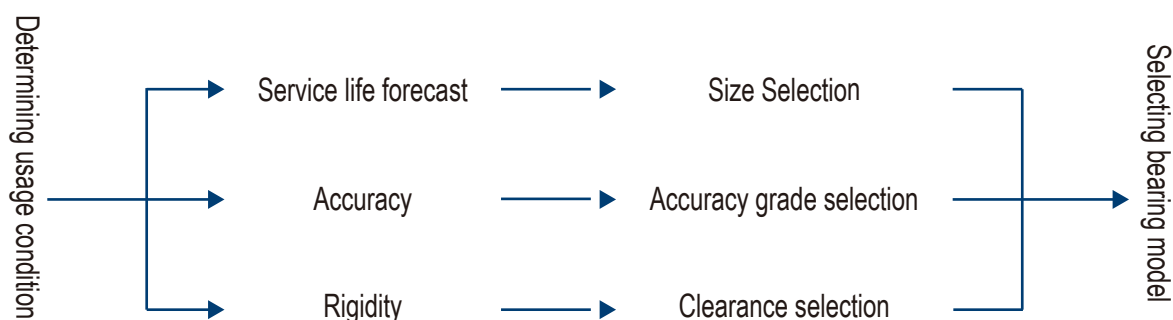 Determining usage condition
Service life forecast
Size Selection
Accuracy
Accuracy grade selection
Rigidity
Clearance selection
Selecting bearing model